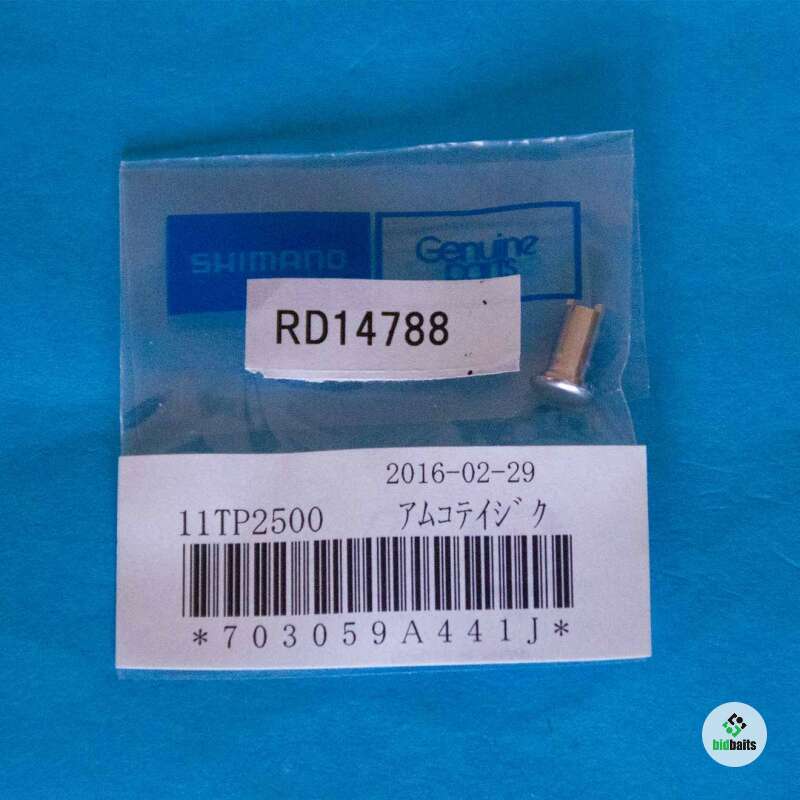 SHIMANO
Genuine
parts
RD14788
2016-02-29
11TP2500 アムコテイジク
*703059A441J*
bidbaits